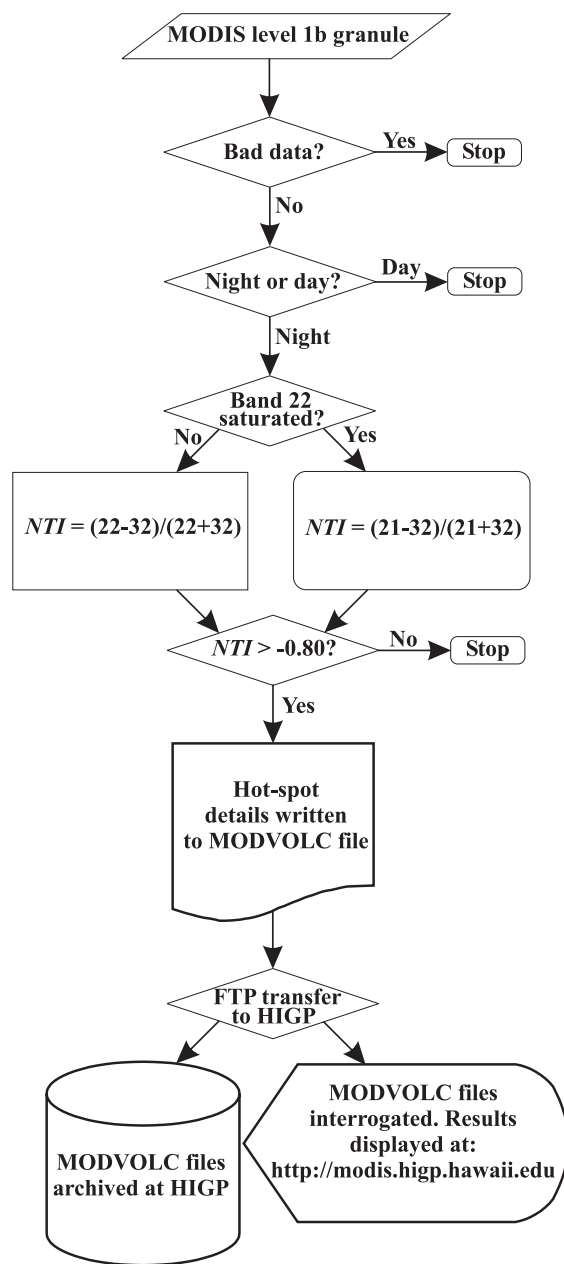 MODIS level 1b granule
Bad data?
Yes
Stop
No
Night or day?
Day
Stop
Night
Band 22
saturated?
No
Yes
NTI = (22-32)/(22+32)
NTI = (21-32)/(21+32)
NTI > -0.80?
No
Stop
Yes
Hot-spot
details written
to MODVOLC file
FTP transfer
to HIGP
MODVOLC files
archived at HIGP
MODVOLC files
interrogated. Results
displayed at:
http://modis.higp.hawaii.edu